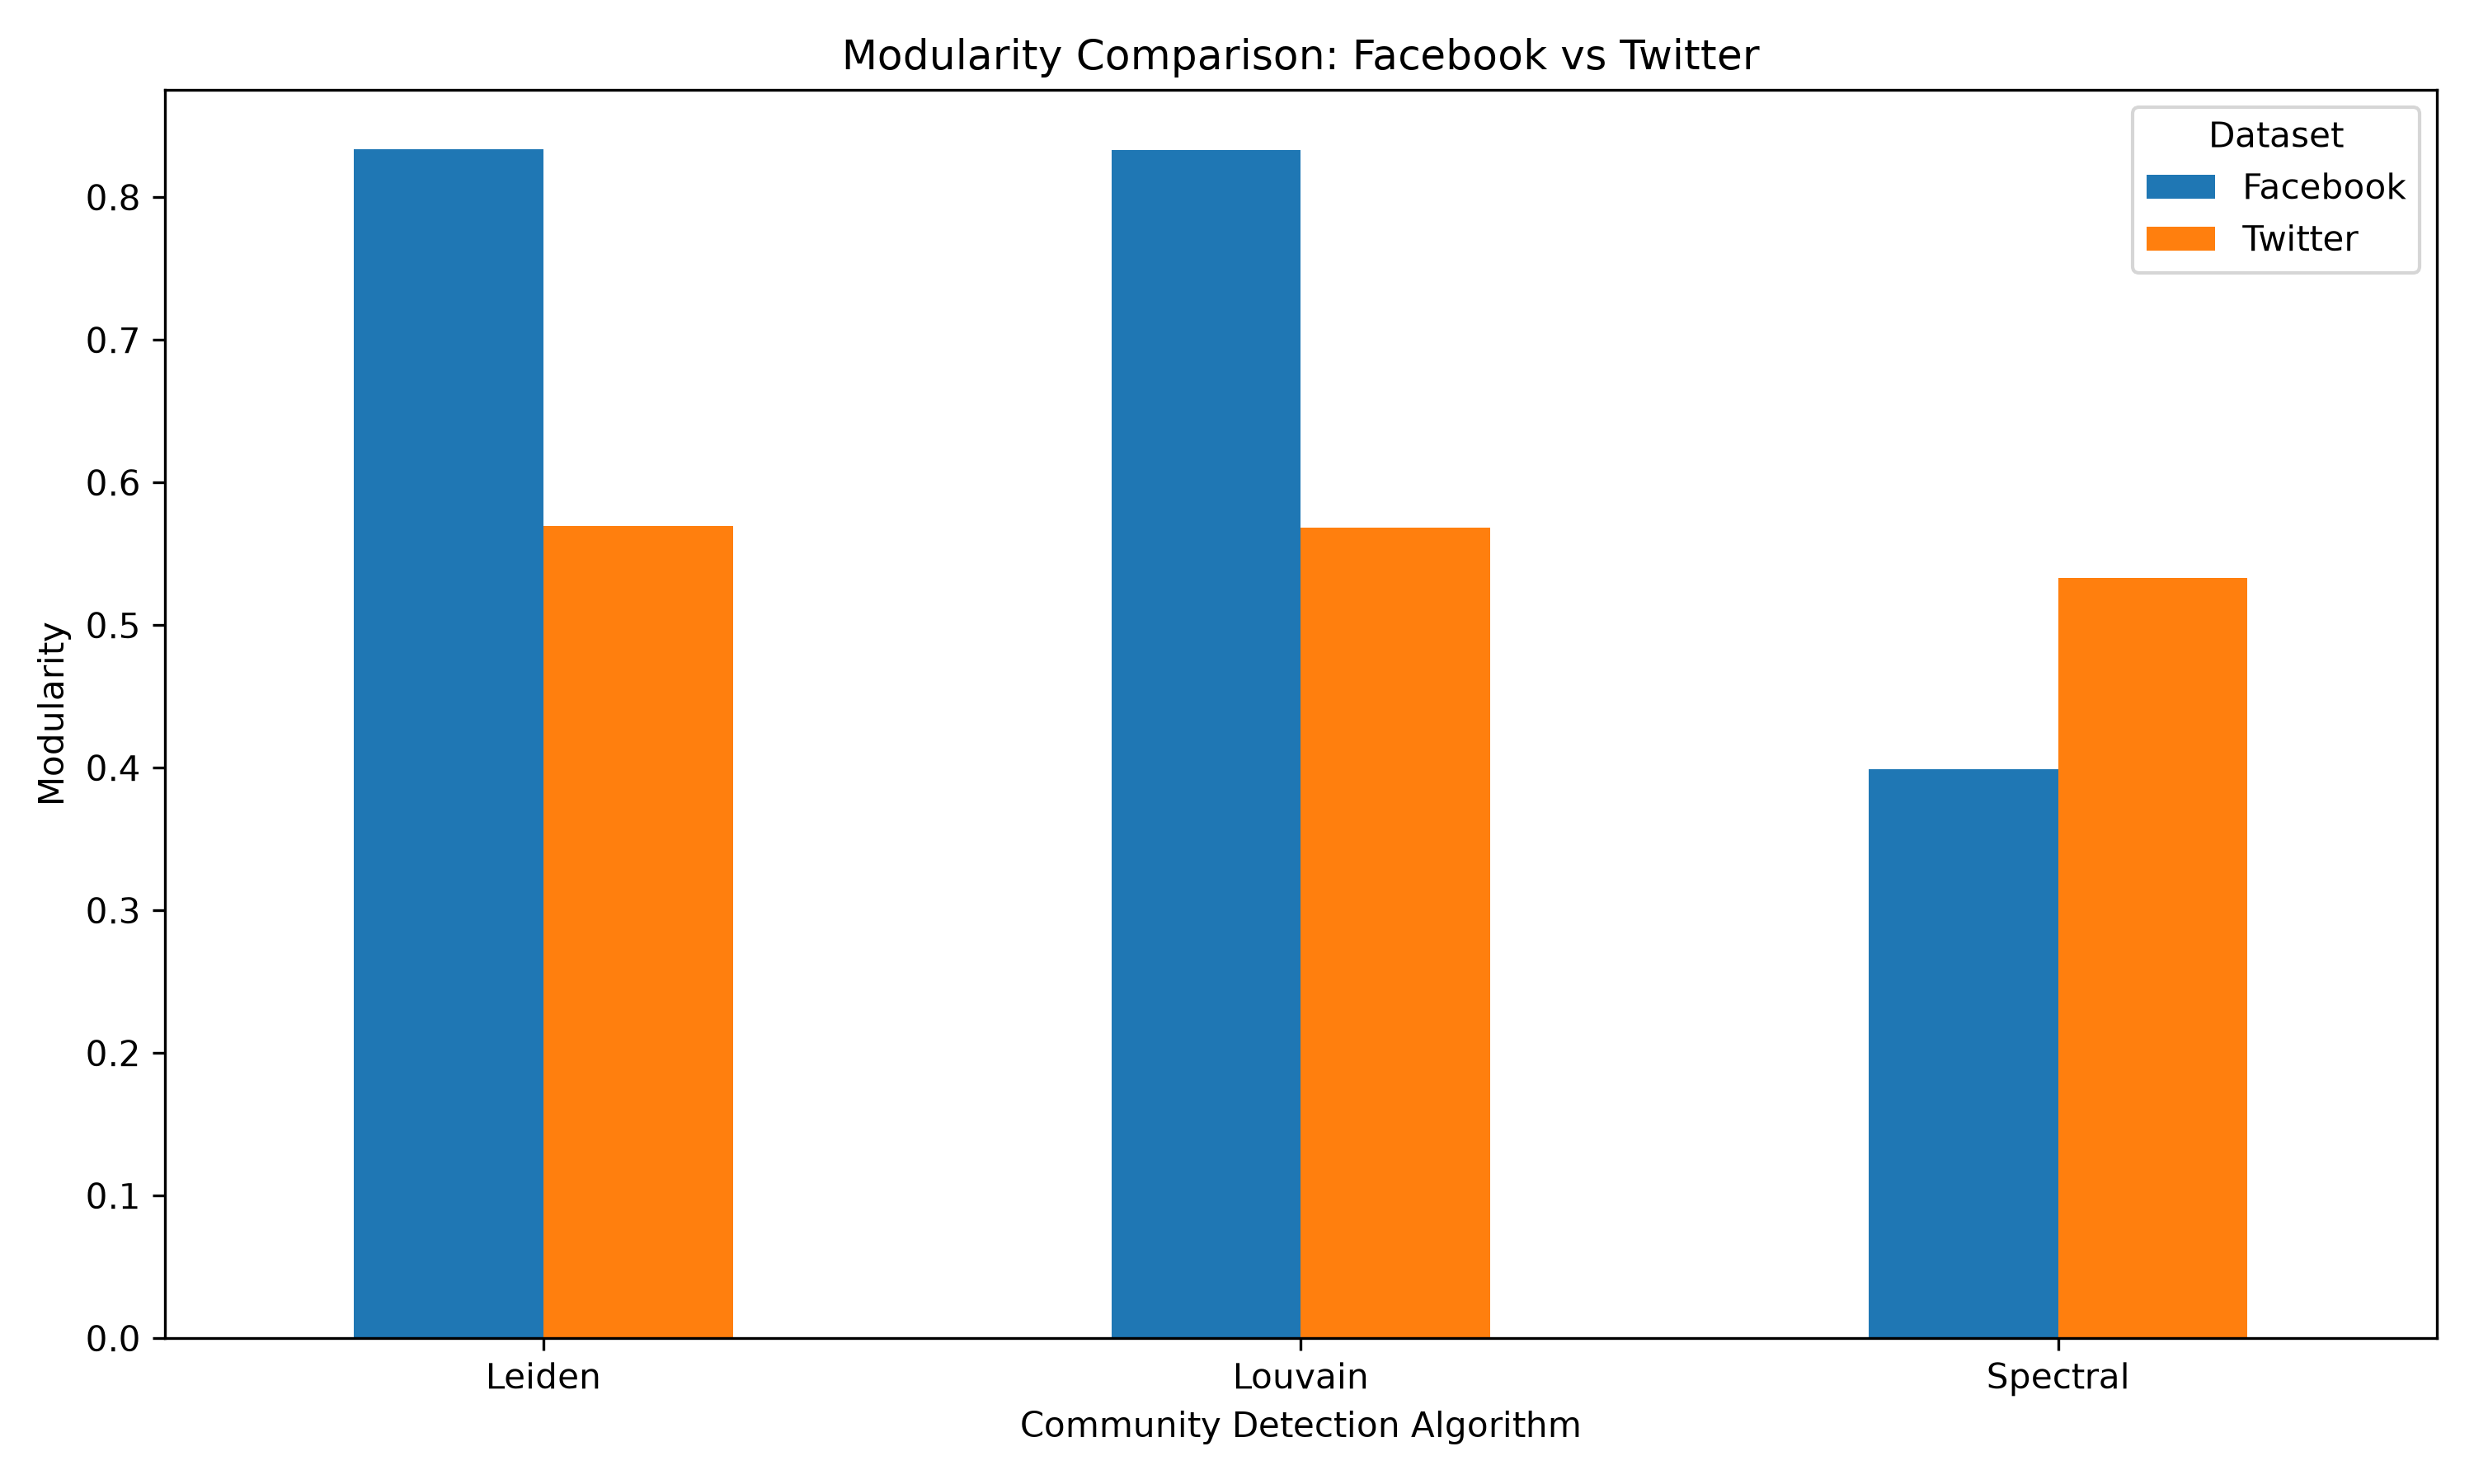 Modularity Comparison: Facebook vs Twitter
Dataset
Facebook
Twitter
Modularity
0.8
0.7
0.6
0.5
0.4
0.3
0.2
0.1
0.0
Leiden
Louvain
Spectral
Community Detection Algorithm